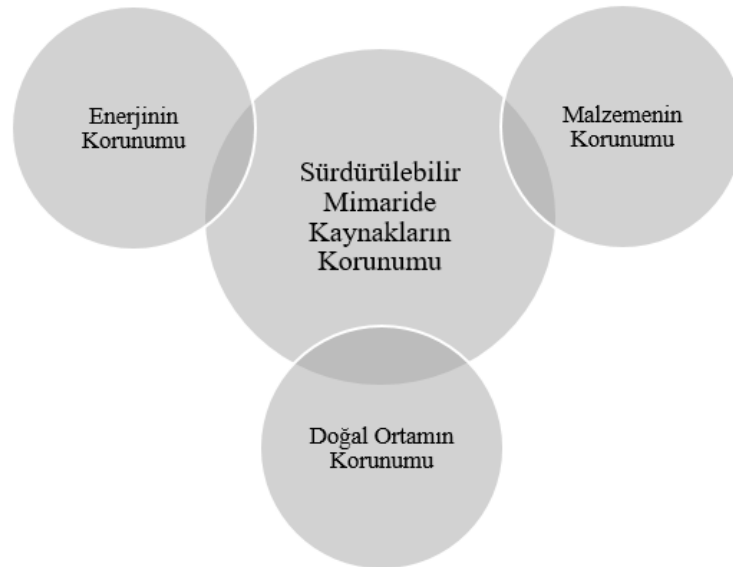 Enerjinin
Korunumu
Malzemenin
Korunumu
Sürdürülebilir
Mimaride
Kaynakların
Korunumu
Doğal Ortamın
Korunumu